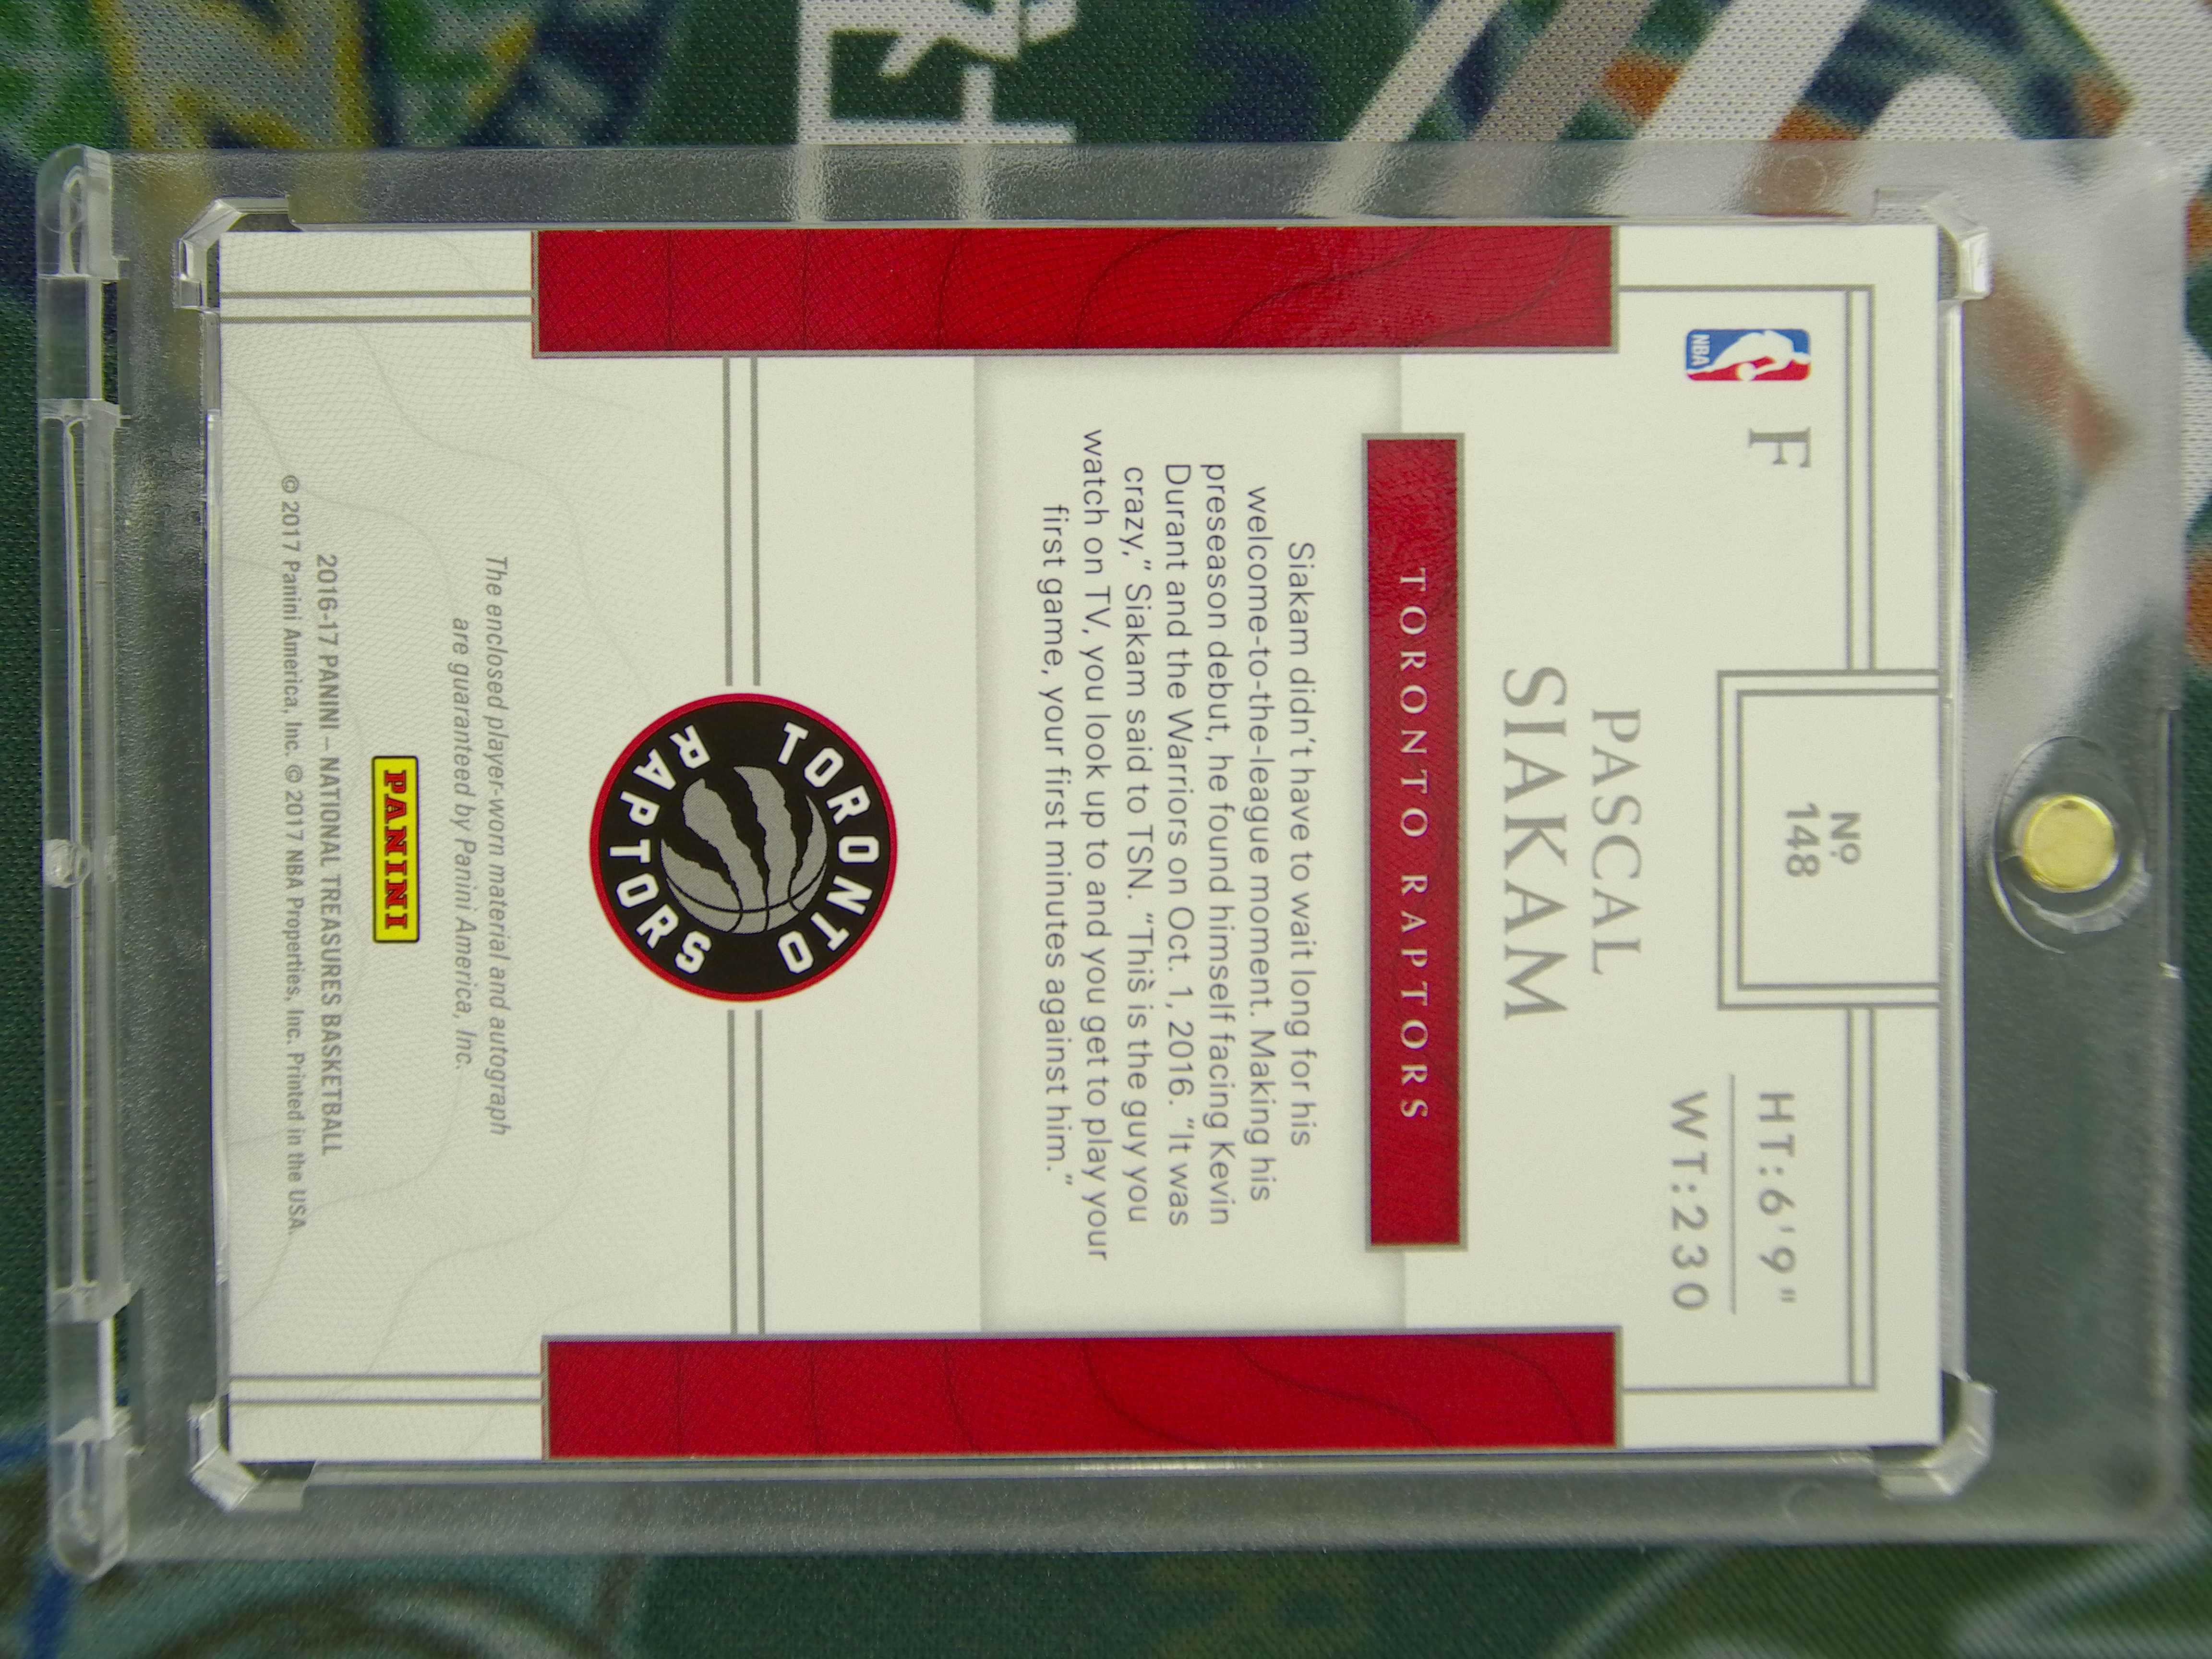 Nº
148
NBA
F
HT:6'9"
WT:230
PASCAL
SIAKAM
TORONTO RAPTORS
Siakam didn't have to wait long for his
welcome-to-the-league moment. Making his
preseason debut, he found himself facing Kevin
Durant and the Warriors on Oct. 1, 2016. "It was
crazy," Siakam said to TSN. "This is the guy you
watch on TV, you look up to and you get to play your
first game, your first minutes against him."
TORONTO
RAPTORS
The enclosed player-worn material and autograph
are guaranteed by Panini America, Inc.
PANINI
2016-17 PANINI – NATIONAL TREASURES BASKETBALL
© 2017 Panini America, Inc. © 2017 NBA Properties, Inc. Printed in the USA.